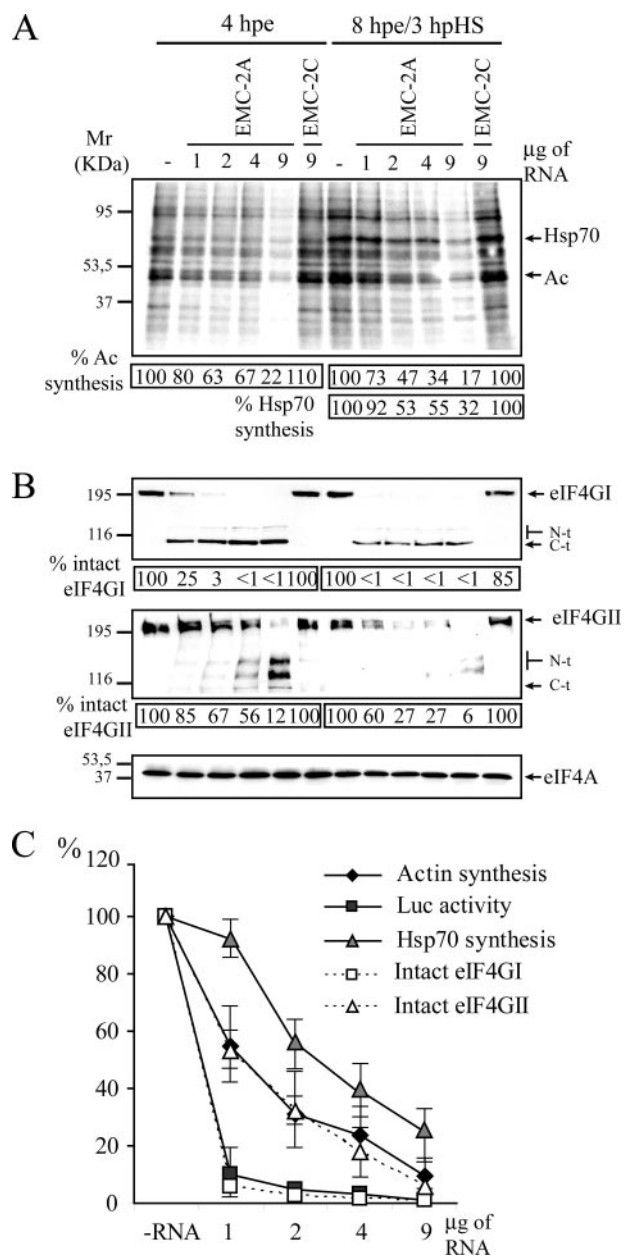 A
4 hpe 8 hpe/3 hpHS
EMC-2A EMC-2C EMC-2A EMC-2C
Mr (KDa)
- 1 2 4 9 9 - 1 2 4 9 9 µg of RNA
95
53,5
37
Hsp70
Ac
% Ac synthesis 100 80 63 67 22 110 100 73 47 34 17 100
% Hsp70 synthesis 100 92 53 55 32 100
B
195
116
eIF4GI
N-t
C-t
% intact eIF4GI 100 25 3 <1 <1 100 100 <1 <1 <1 <1 85
195
116
eIF4GII
N-t
C-t
% intact eIF4GII 100 85 67 56 12 100 100 60 27 27 6 100
53,5
37
eIF4A
C
%
120
100
80
60
40
20
0
Actin synthesis
Luc activity
Hsp70 synthesis
Intact eIF4GI
Intact eIF4GII
-RNA 1 2 4 9 µg of RNA